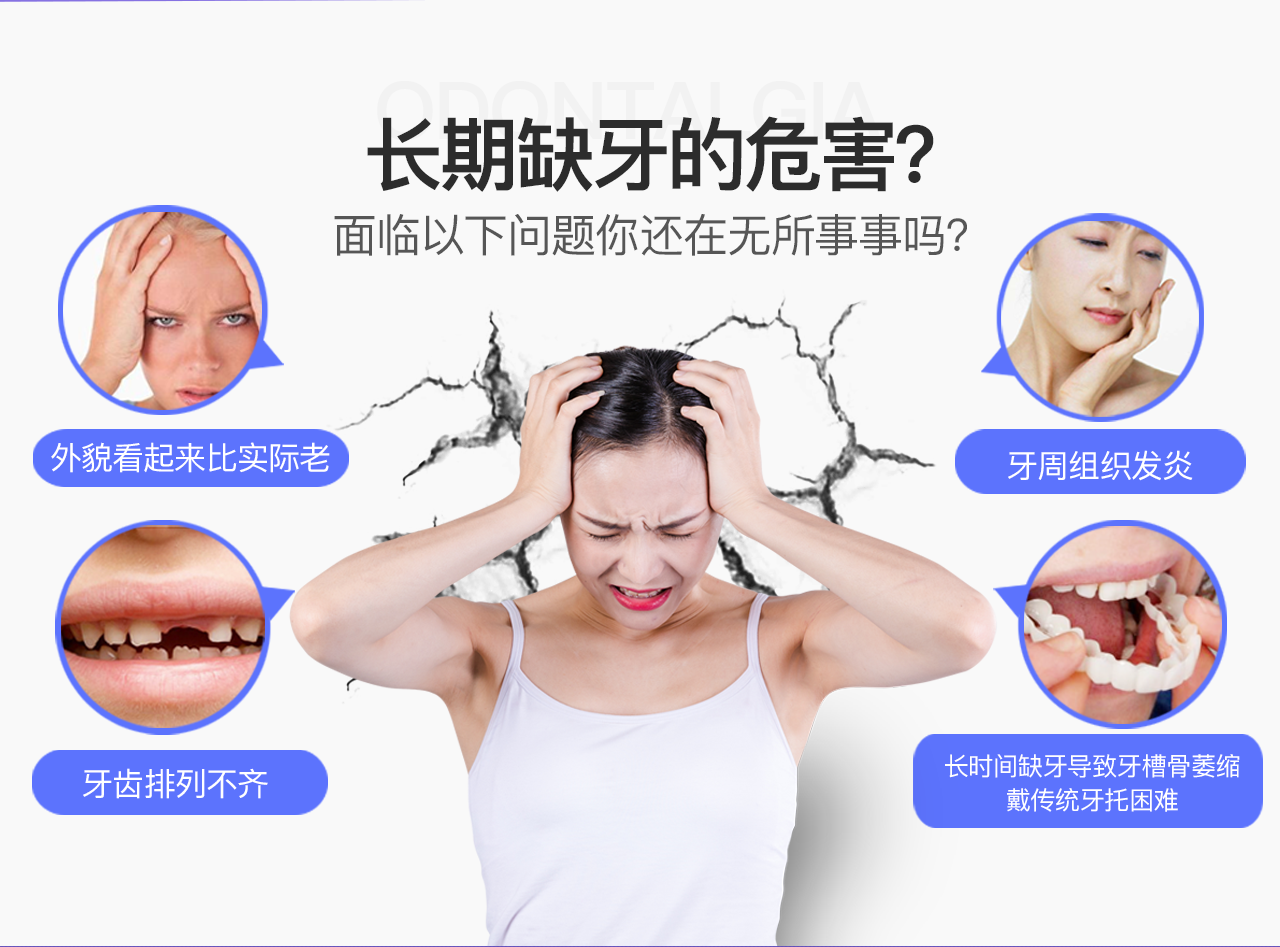 ODONTALGIA
长期缺牙的危害?
面临以下问题你还在无所事事吗?
外貌看起来比实际老
牙周组织发炎
牙齿排列不齐
长时间缺牙导致牙槽骨萎缩
戴传统牙托困难